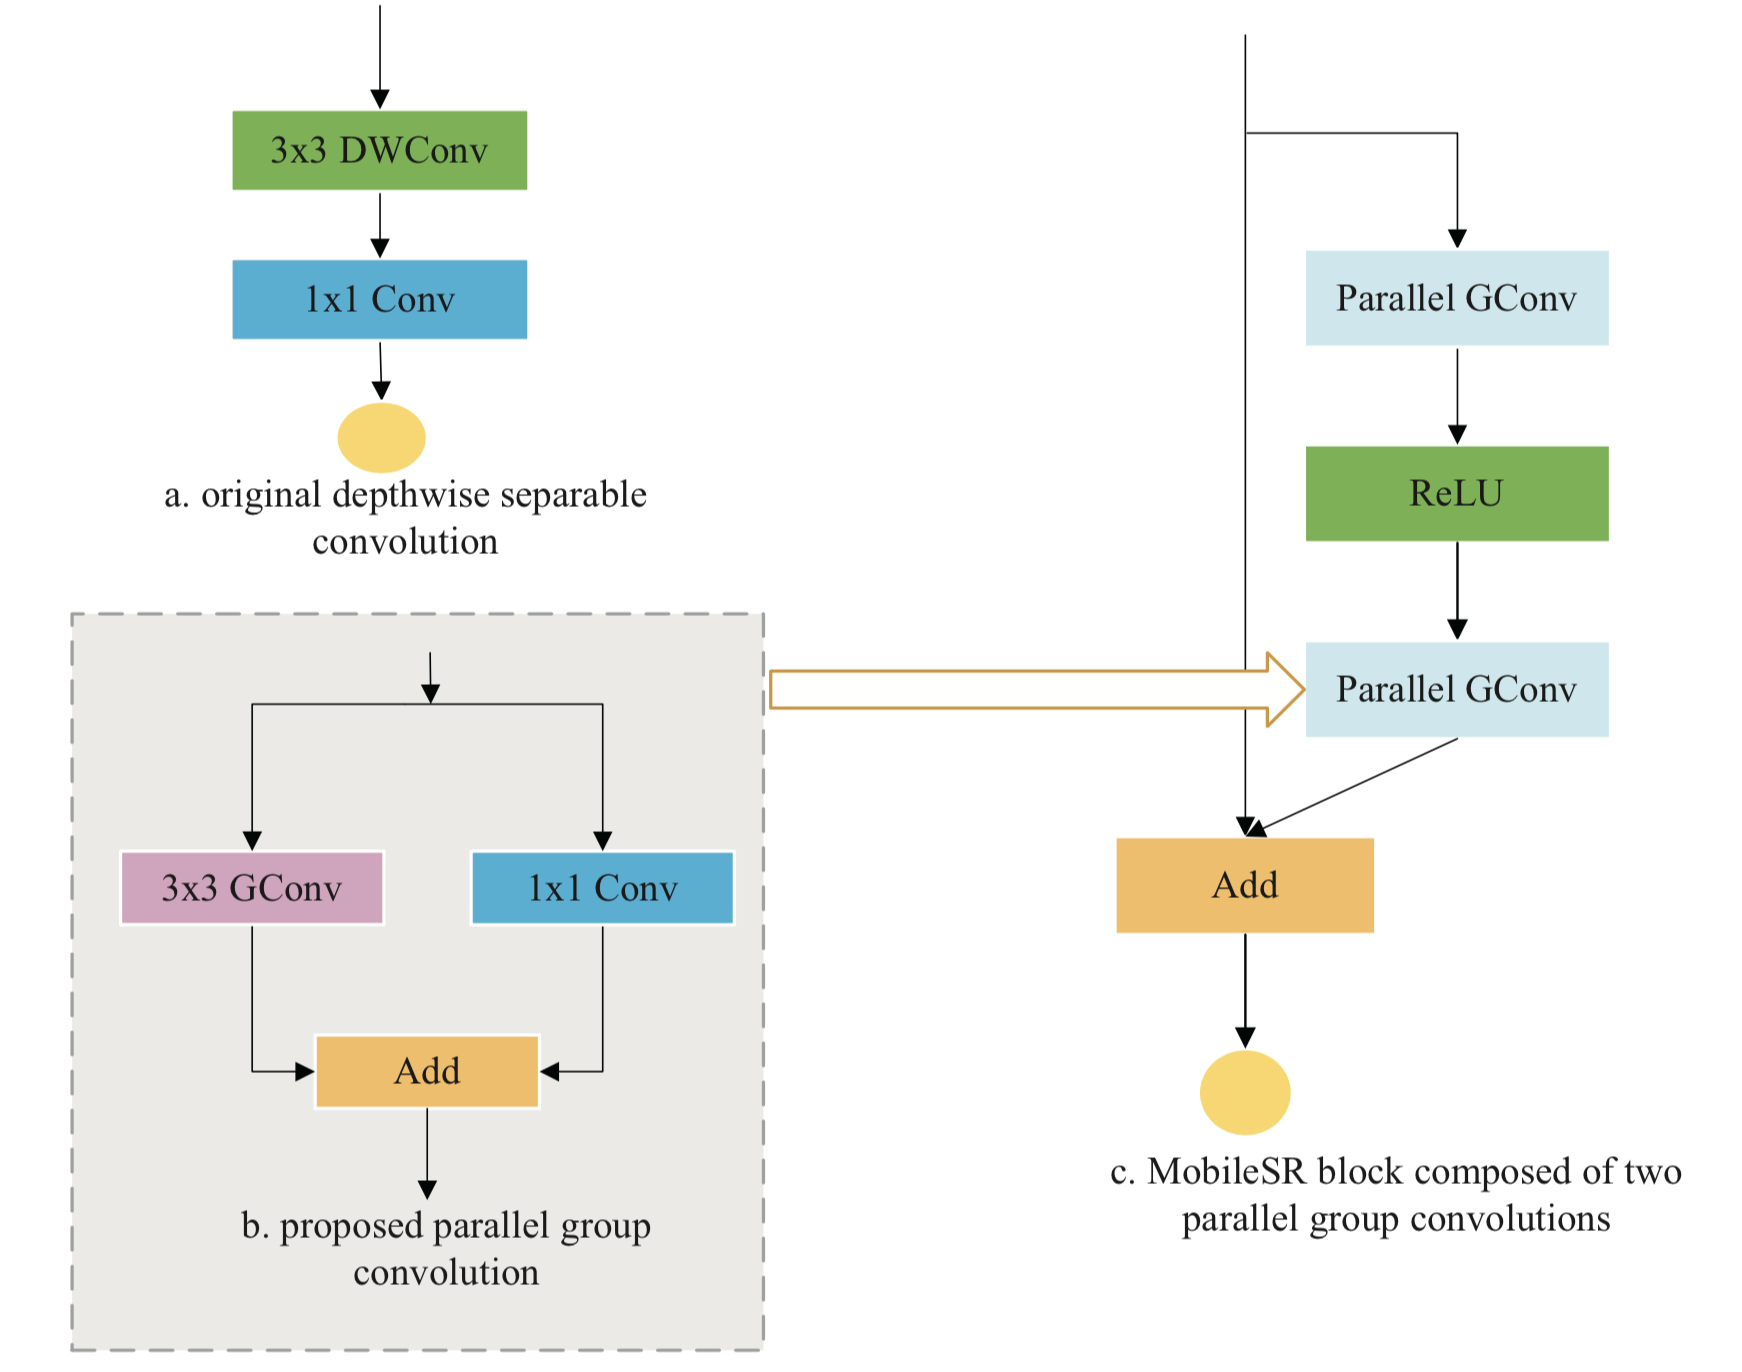 3x3 DWConv
1x1 Conv
a. original depthwise separable
convolution
3x3 GConv
1x1 Conv
Add
b. proposed parallel group
convolution
Parallel GConv
ReLU
Parallel GConv
Add
c. MobileSR block composed of two
parallel group convolutions